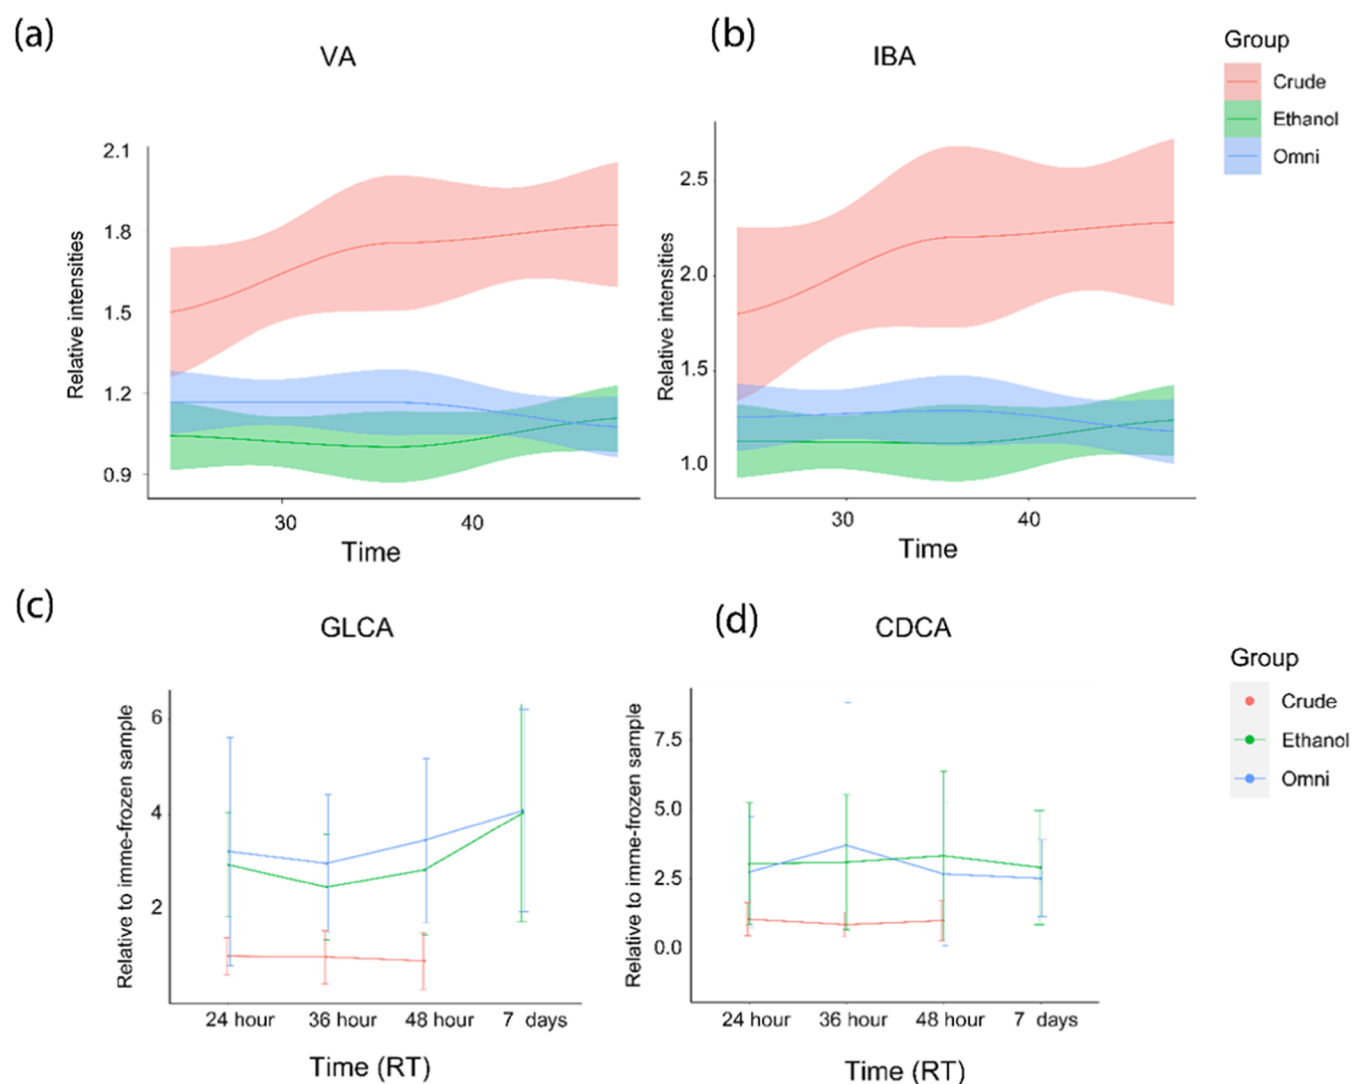 (a)
VA
2.1
1.8
1.5
1.2
0.9
Relative intensities
30
40
Time
(b)
IBA
2.5
2.0
1.5
1.0
Relative intensities
30
40
Time
Group
Crude
Ethanol
Omni
(c)
GLCA
6
4
2
Relative to imme-frozen sample
24 hour
36 hour
48 hour
7 days
Time (RT)
(d)
CDCA
7.5
5.0
2.5
0.0
Relative to imme-frozen sample
24 hour
36 hour
48 hour
7 days
Time (RT)
Group
Crude
Ethanol
Omni